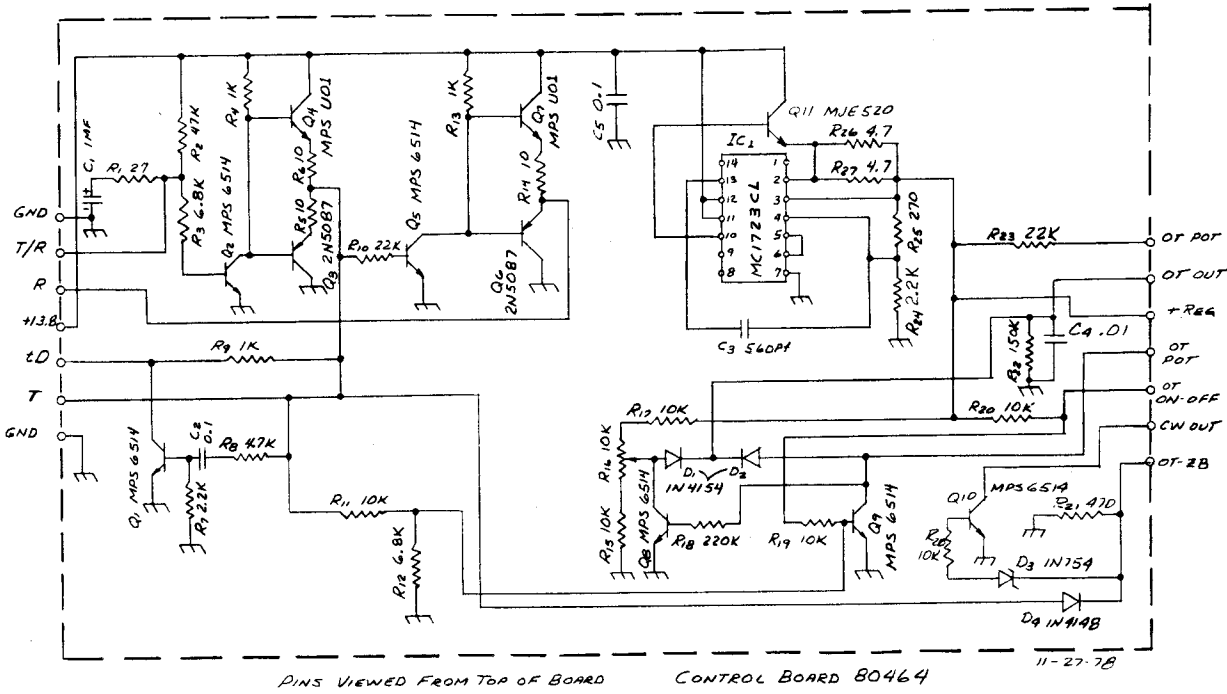 GND
T/R
R
+13.8
tD
T
GND
C1 1MF
R1 27
R2 47K
R3 6.8K
Q2 MPS 6514
R4 1K
Q4
MPS U01
R6 10
R5 10
Q3 2N5087
R10 22K
Q5 MPS 6514
R13 1K
Q7
MPS U01
R14 10
Q6
2N5087
C5 0.1
Q11 MJE520
IC1
MC1723CL
14
13
12
11
10
9
8
1
2
3
4
5
6
7
R26 4.7
R27 4.7
R25 270
R24 2.2K
C3 560Pf
R23 22K
OT POT
OT OUT
+ REG
OT
POT
OT
ON-OFF
CW OUT
OT-ZB
R22 150K
C4 .01
R9 1K
Q1 MPS 6514
C2
0.1
R7 2.2K
R8 4.7K
R11 10K
R12 6.8K
R17 10K
R16 10K
R15 10K
D1
D2
1N4154
Q8 MPS 6514
R18 220K
R19 10K
Q9
MPS 6514
R20 10K
Q10
MPS6514
R21 470
10K
D3 1N754
D4 1N4148
11-27-78
PINS VIEWED FROM TOP OF BOARD
CONTROL BOARD 80464